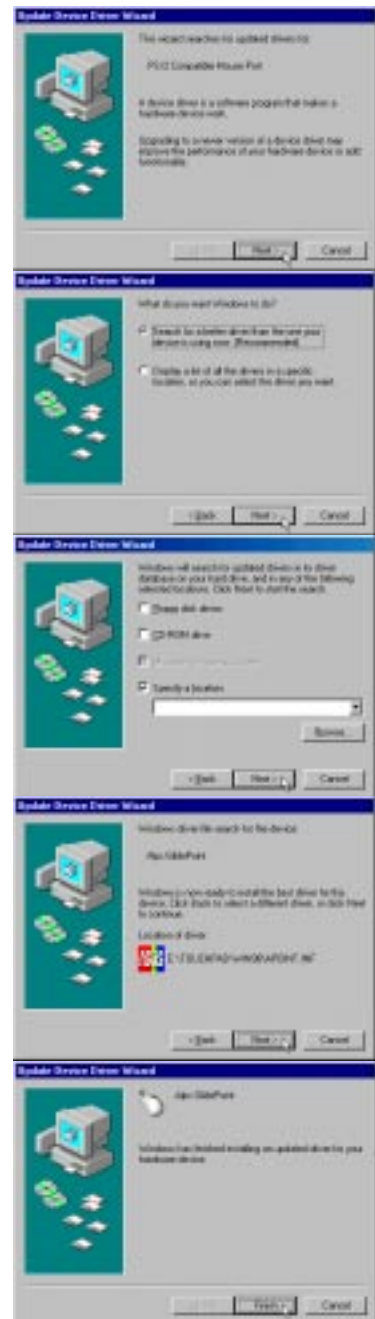 Update Device Driver Wizard
This wizard searches for updated drivers for:
PS/2 Compatible Mouse Port
A device driver is a software program that makes a
hardware device work.
Upgrading to a newer version of a device driver may
improve the performance of your hardware device or add
functionality.
Next >
Cancel
Update Device Driver Wizard
What do you want Windows to do?
Search for a better driver than the one your
device is using now. (Recommended)
Display a list of all the drivers in a specific
location, so you can select the driver you want.
< Back
Next >
Cancel
Update Device Driver Wizard
Windows will search for updated drivers in its driver
database on your hard drive, and in any of the following
selected locations. Click Next to start the search.
Floppy disk drives
CD-ROM drive
Specify a location:
Browse...
< Back
Next >
Cancel
Update Device Driver Wizard
Windows driver file search for the device:
Alps GlidePoint
Windows is now ready to install the best driver for this
device. Click Back to select a different driver, or click Next
to continue.
Location of driver:
< Back
Next >
Cancel
Update Device Driver Wizard
Alps GlidePoint
Windows has finished installing an updated driver for your
hardware device.
Finish
Cancel